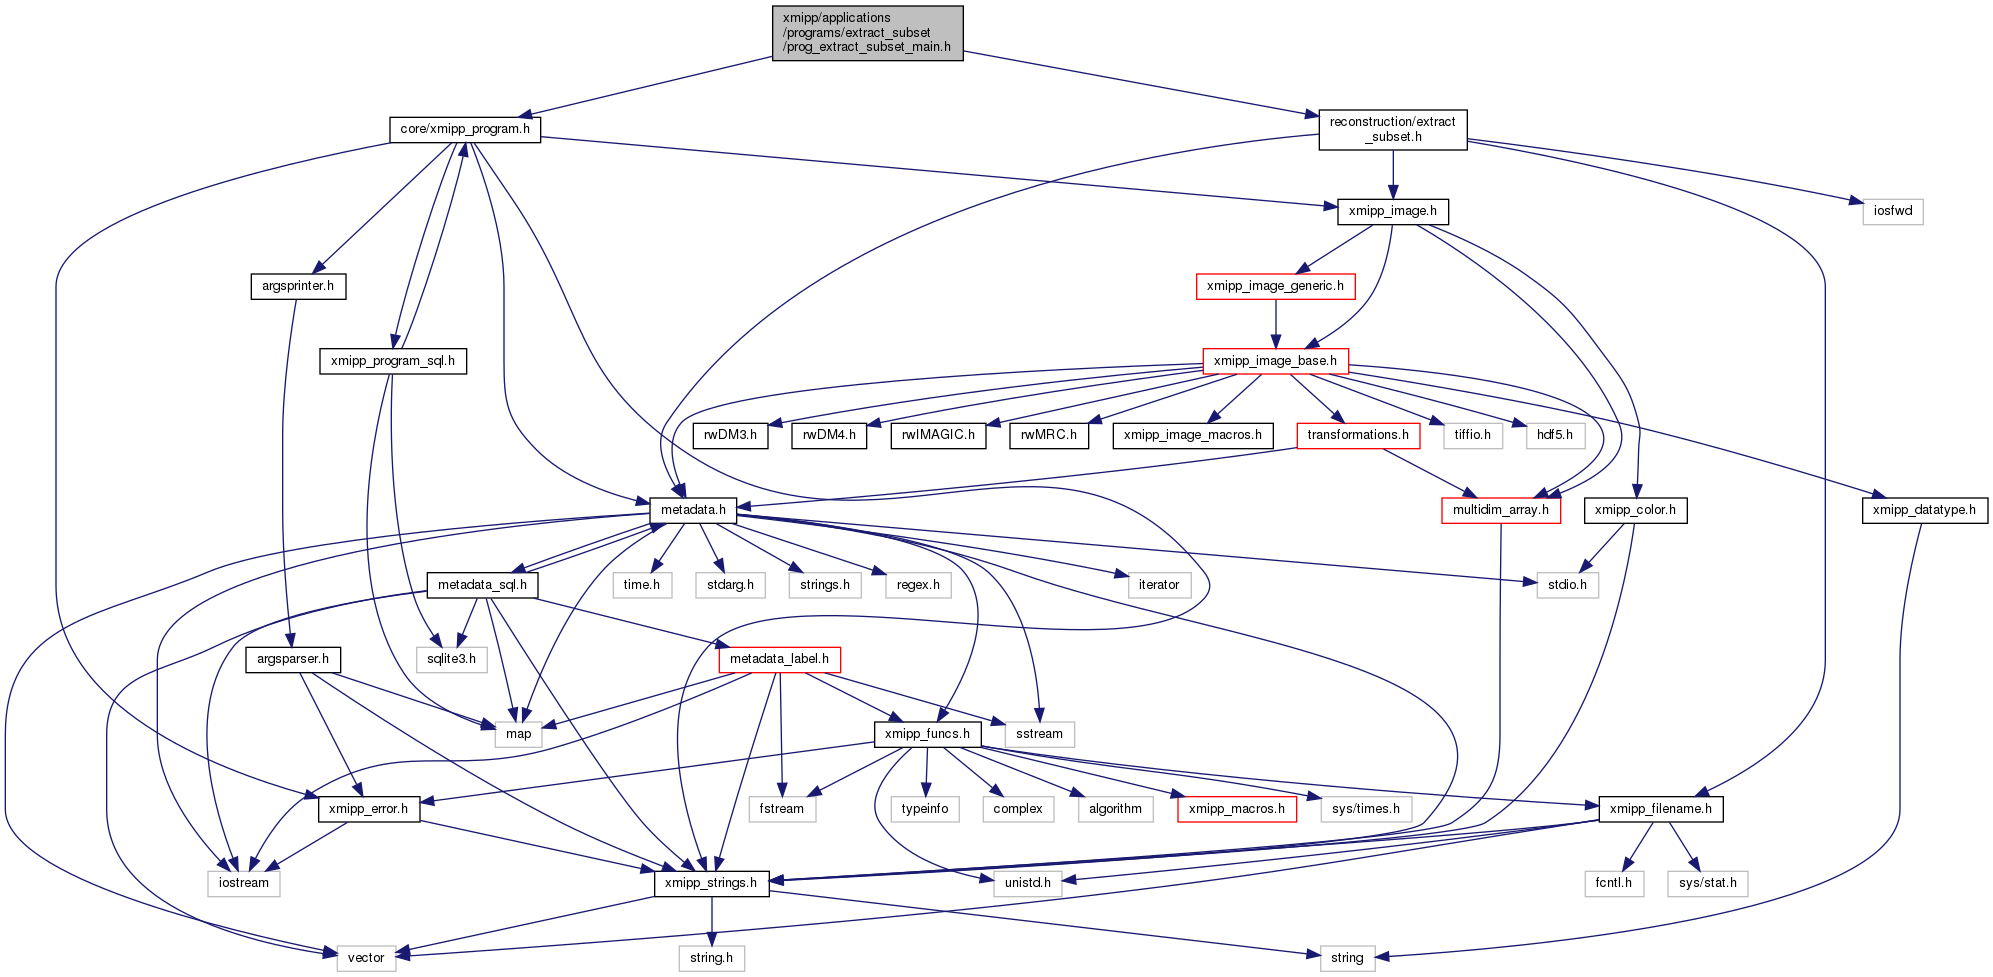 xmipp/applications
/programs/extract_subset
/prog_extract_subset_main.h
core/xmipp_program.h
reconstruction/extract
_subset.h
xmipp_image.h
iosfwd
argsprinter.h
xmipp_image_generic.h
xmipp_program_sql.h
xmipp_image_base.h
rwDM3.h
rwDM4.h
rwIMAGIC.h
rwMRC.h
xmipp_image_macros.h
transformations.h
tiffio.h
hdf5.h
metadata.h
multidim_array.h
xmipp_color.h
xmipp_datatype.h
metadata_sql.h
time.h
stdarg.h
strings.h
regex.h
iterator
stdio.h
argsparser.h
sqlite3.h
metadata_label.h
map
xmipp_funcs.h
sstream
xmipp_error.h
fstream
typeinfo
complex
algorithm
xmipp_macros.h
sys/times.h
xmipp_filename.h
iostream
xmipp_strings.h
unistd.h
fcntl.h
sys/stat.h
vector
string.h
string